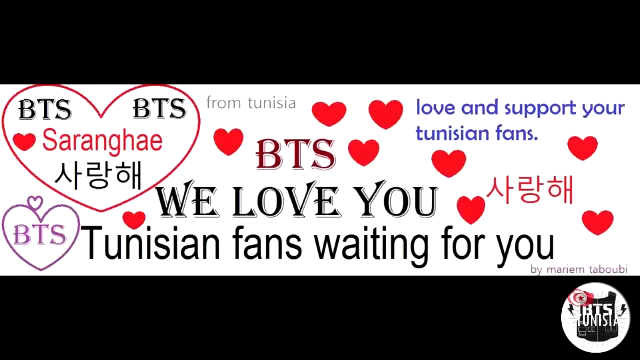 BTS BTS
Saranghae
사랑해
BTS
from tunisia
BTS
WE LOVE YOU
Tunisian fans waiting for you
love and support your
tunisian fans.
사랑해
by mariem taboubi
BTS
TUNISIA